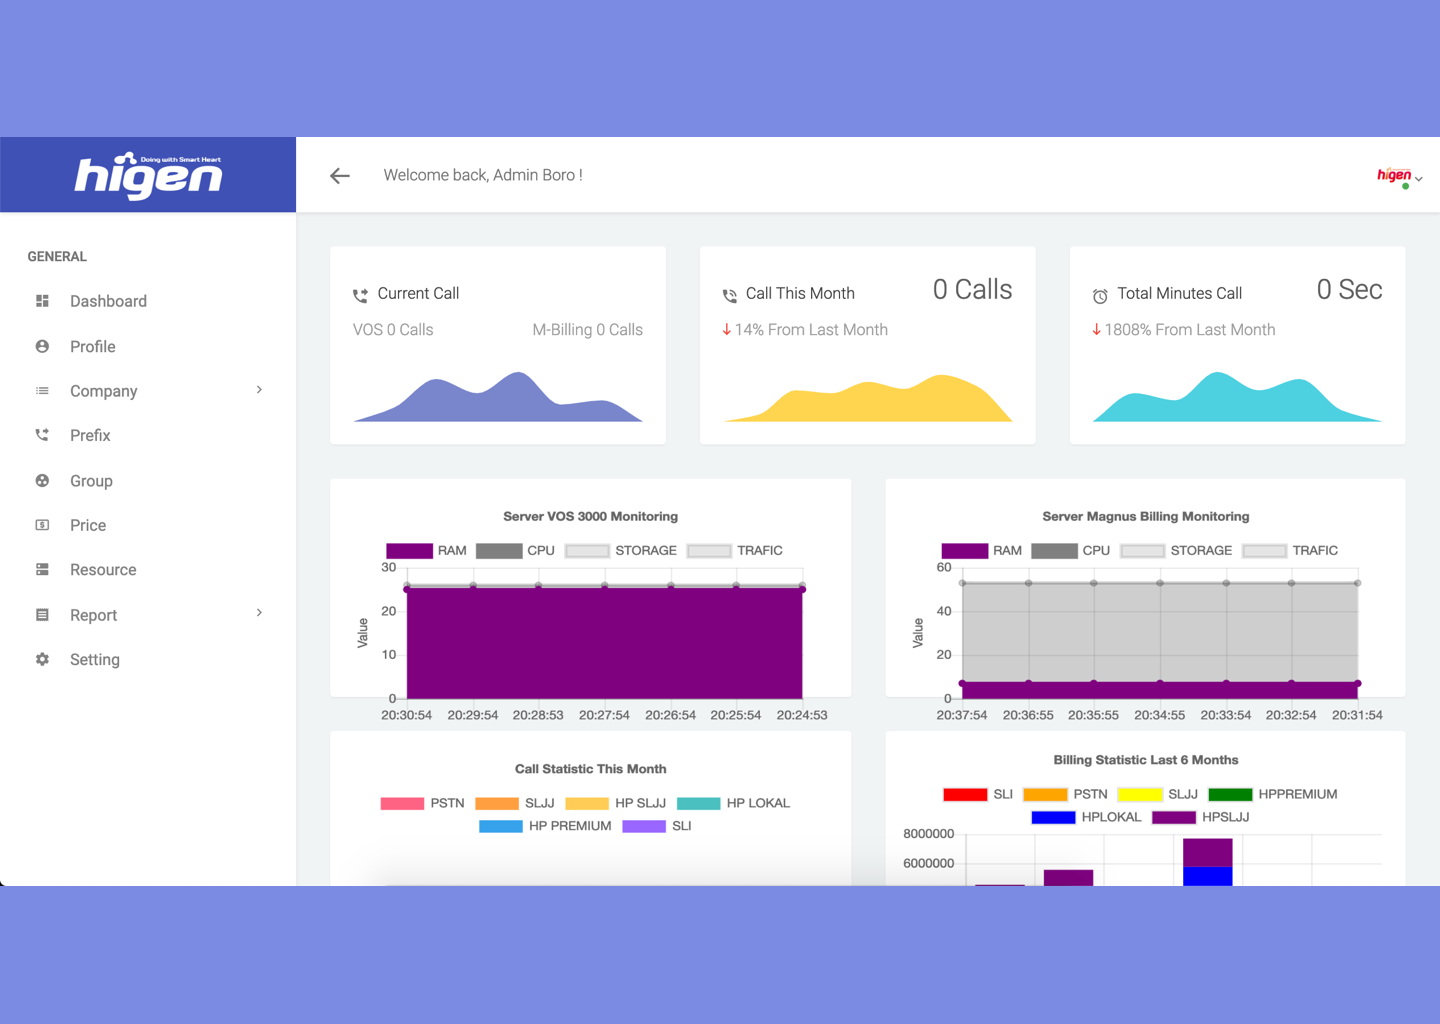 Doing with Smart Heart
higen
Welcome back, Admin Boro !
higen
GENERAL
Dashboard
Profile
Company
Prefix
Group
Price
Resource
Report
Setting
Current Call
VOS 0 Calls M-Billing 0 Calls
Call This Month 0 Calls
14% From Last Month
Total Minutes Call 0 Sec
1808% From Last Month
Server VOS 3000 Monitoring
RAM CPU STORAGE TRAFIC
30
20
10
0
Value
20:30:54 20:29:54 20:28:53 20:27:54 20:26:54 20:25:54 20:24:53
Server Magnus Billing Monitoring
RAM CPU STORAGE TRAFIC
60
40
20
0
Value
20:37:54 20:36:55 20:35:55 20:34:55 20:33:54 20:32:54 20:31:54
Call Statistic This Month
PSTN SLJJ HP SLJJ HP LOKAL
HP PREMIUM SLI
Billing Statistic Last 6 Months
SLI PSTN SLJJ HPPREMIUM
HPLOKAL HPSLJJ
8000000
6000000